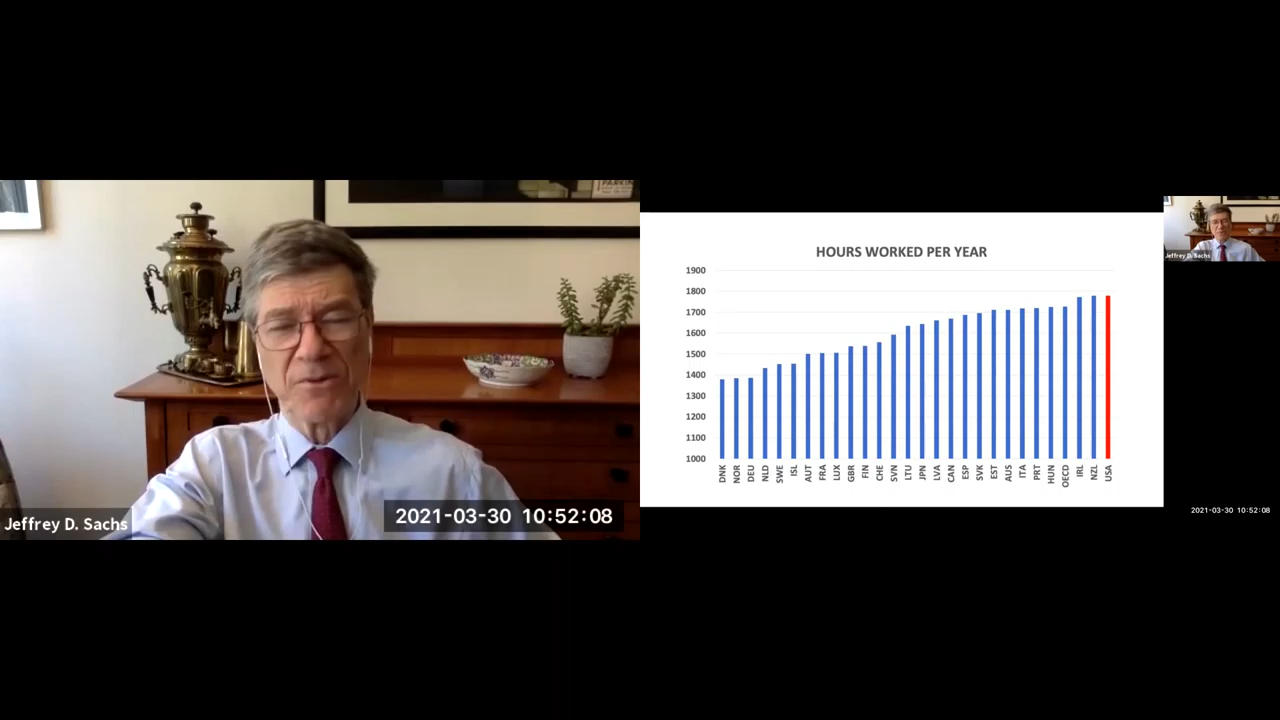 PARKIN
Jeffrey D. Sachs
2021-03-30 10:52:08
HOURS WORKED PER YEAR
1900
1800
1700
1600
1500
1400
1300
1200
1100
1000
DNK NOR DEU NLD SWE ISL AUT FRA LUX GBR FIN CHE SVN LTU JPN LVA CAN ESP SVK EST AUS ITA PRT HUN OECD IRL NZL USA
Jeffrey D. Sachs
2021-03-30 10:52:08